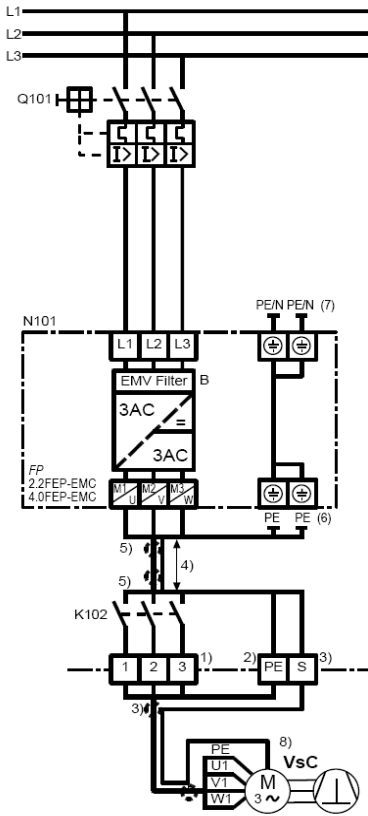 L1
L2
L3
Q101
I> I> I>
PE/N PE/N (7)
N101
L1 L2 L3
EMV Filter B
3AC
=
3AC
FP
2.2FEP-EMC
4.0FEP-EMC
M1 U M2 V M3 W
PE PE (6)
5)
4)
5)
K102
1 2 3 1) 2) PE S 3)
3)
8)
PE
U1
V1
W1
M
3 ~
VsC